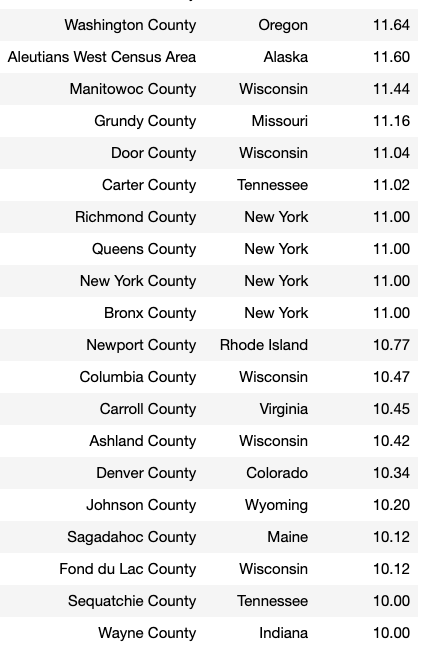 Washington County Oregon 11.64
Aleutians West Census Area Alaska 11.60
Manitowoc County Wisconsin 11.44
Grundy County Missouri 11.16
Door County Wisconsin 11.04
Carter County Tennessee 11.02
Richmond County New York 11.00
Queens County New York 11.00
New York County New York 11.00
Bronx County New York 11.00
Newport County Rhode Island 10.77
Columbia County Wisconsin 10.47
Carroll County Virginia 10.45
Ashland County Wisconsin 10.42
Denver County Colorado 10.34
Johnson County Wyoming 10.20
Sagadahoc County Maine 10.12
Fond du Lac County Wisconsin 10.12
Sequatchie County Tennessee 10.00
Wayne County Indiana 10.00